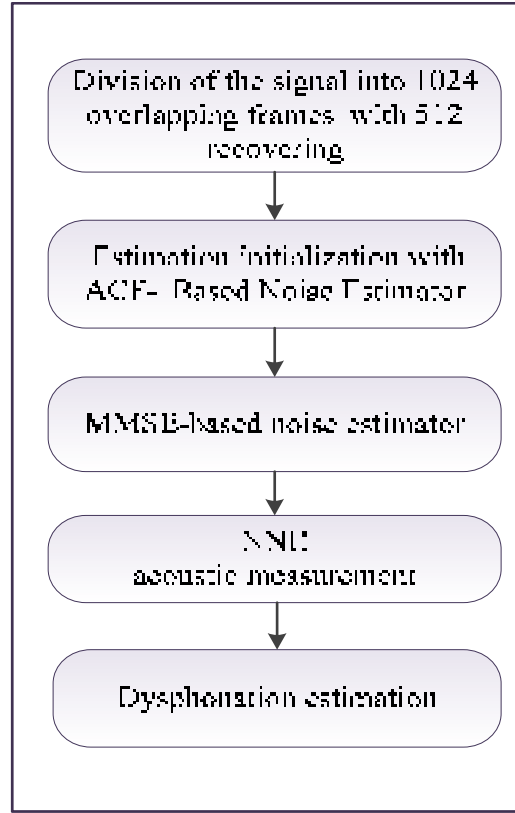 Division of the signal into 1024
overlapping frames with 512
recovering
Estimation Initialization with
ACF- Based Noise Estimator
MMSE-based noise estimator
acoustic measurement
Dysphonation estimation